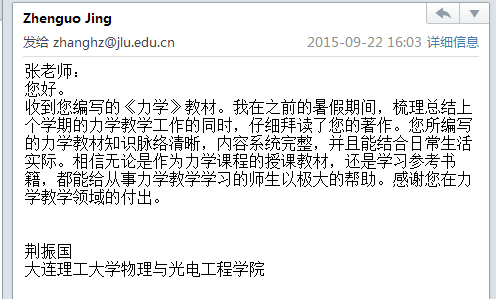 Zhenguo Jing
发给 zhanghz@jlu.edu.cn
2015-09-22 16:03 详细信息
张老师：
您好。
收到您编写的《力学》教材。我在之前的暑假期间，梳理总结上
个学期的力学教学工作的同时，仔细拜读了您的著作。您所编写
的力学教材知识脉络清晰，内容系统完整，并且能结合日常生活
实际。相信无论是作为力学课程的授课教材，还是学习参考书
籍，都能给从事力学教学学习的师生以极大的帮助。感谢您在力
学教学领域的付出。
荆振国
大连理工大学物理与光电工程学院